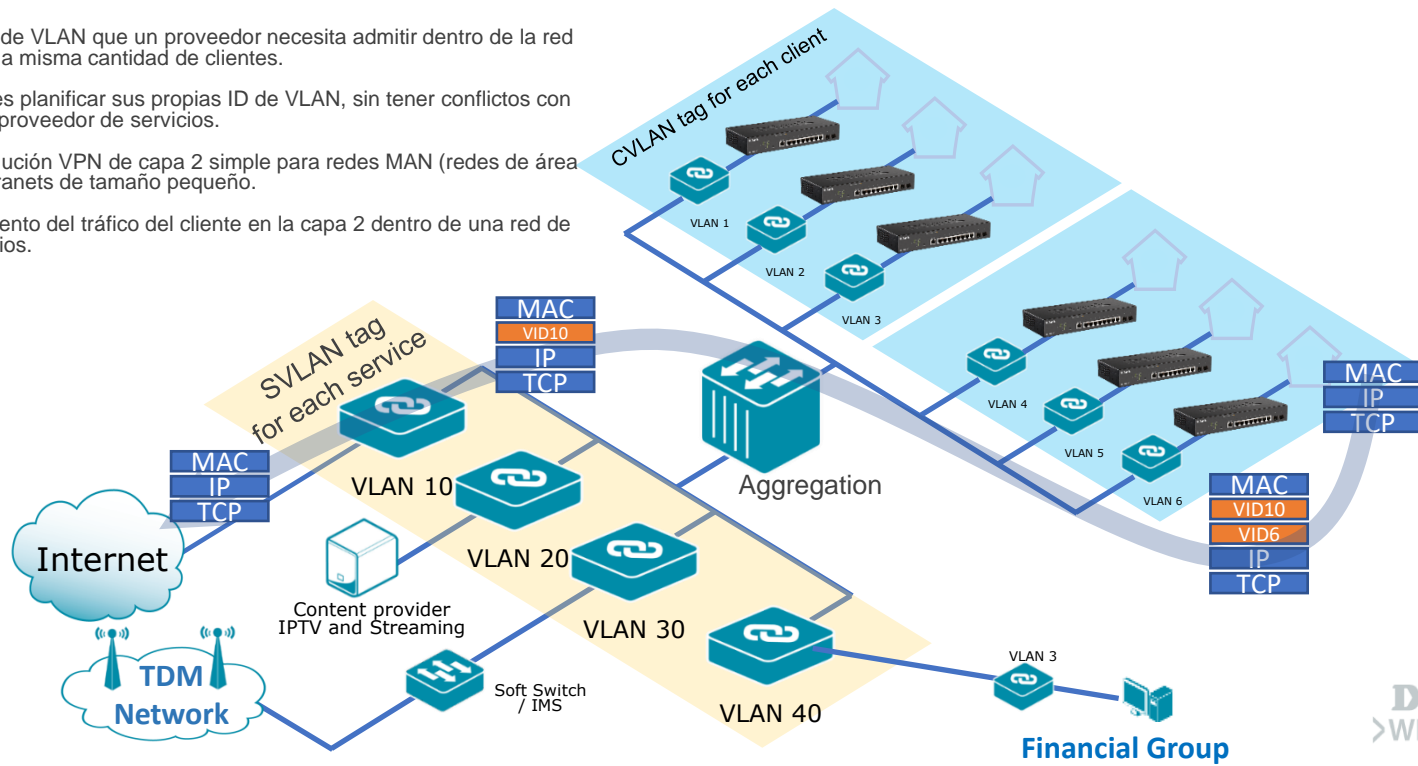 de VLAN que un proveedor necesita admitir dentro de la red
a misma cantidad de clientes.
es planificar sus propias ID de VLAN, sin tener conflictos con
proveedor de servicios.
lución VPN de capa 2 simple para redes MAN (redes de área
ranets de tamaño pequeño.
ento del tráfico del cliente en la capa 2 dentro de una red de
ios.
CVLAN tag for each client
VLAN 1
VLAN 2
VLAN 3
VLAN 4
VLAN 5
VLAN 6
MAC
VID10
IP
TCP
SVLAN tag
for each service
MAC
IP
TCP
MAC
IP
TCP
MAC
VID10
VID6
IP
TCP
Aggregation
Internet
VLAN 10
VLAN 20
VLAN 30
VLAN 40
Content provider
IPTV and Streaming
TDM
Network
Soft Switch
/ IMS
VLAN 3
Financial Group